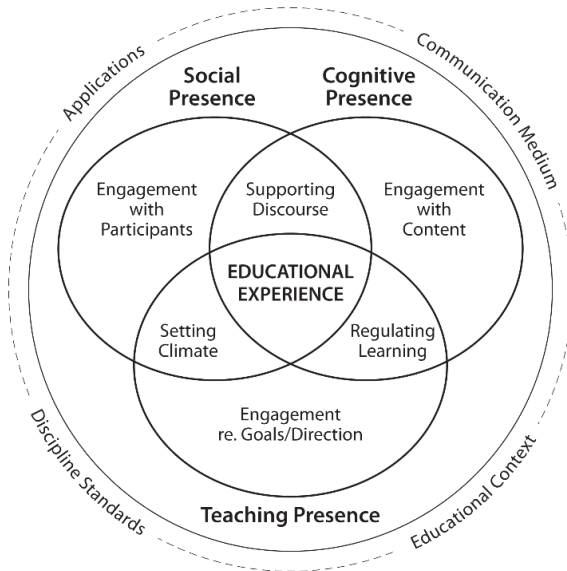 Applications
Communication Medium
Social
Presence
Cognitive
Presence
Engagement
with
Participants
Supporting
Discourse
Engagement
with
Content
EDUCATIONAL
EXPERIENCE
Setting
Climate
Regulating
Learning
Engagement
re. Goals/Direction
Teaching Presence
Discipline Standards
Educational Context